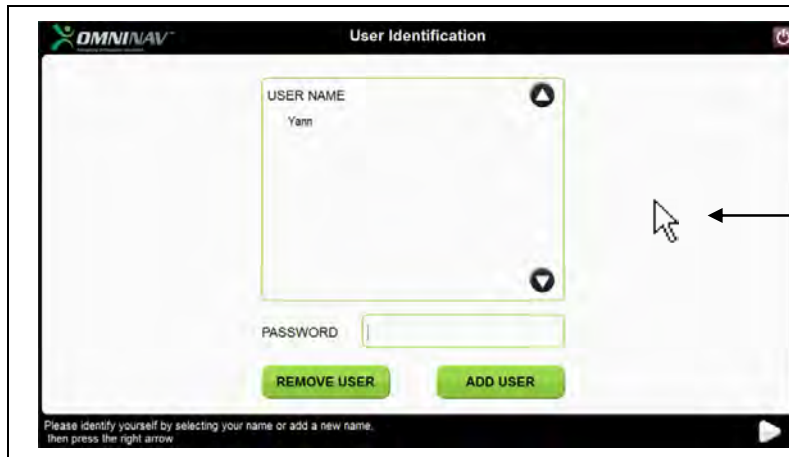 OMNINAV™
User Identification
USER NAME
Yann
PASSWORD
REMOVE USER
ADD USER
Please identify yourself by selecting your name or add a new name,
then press the right arrow